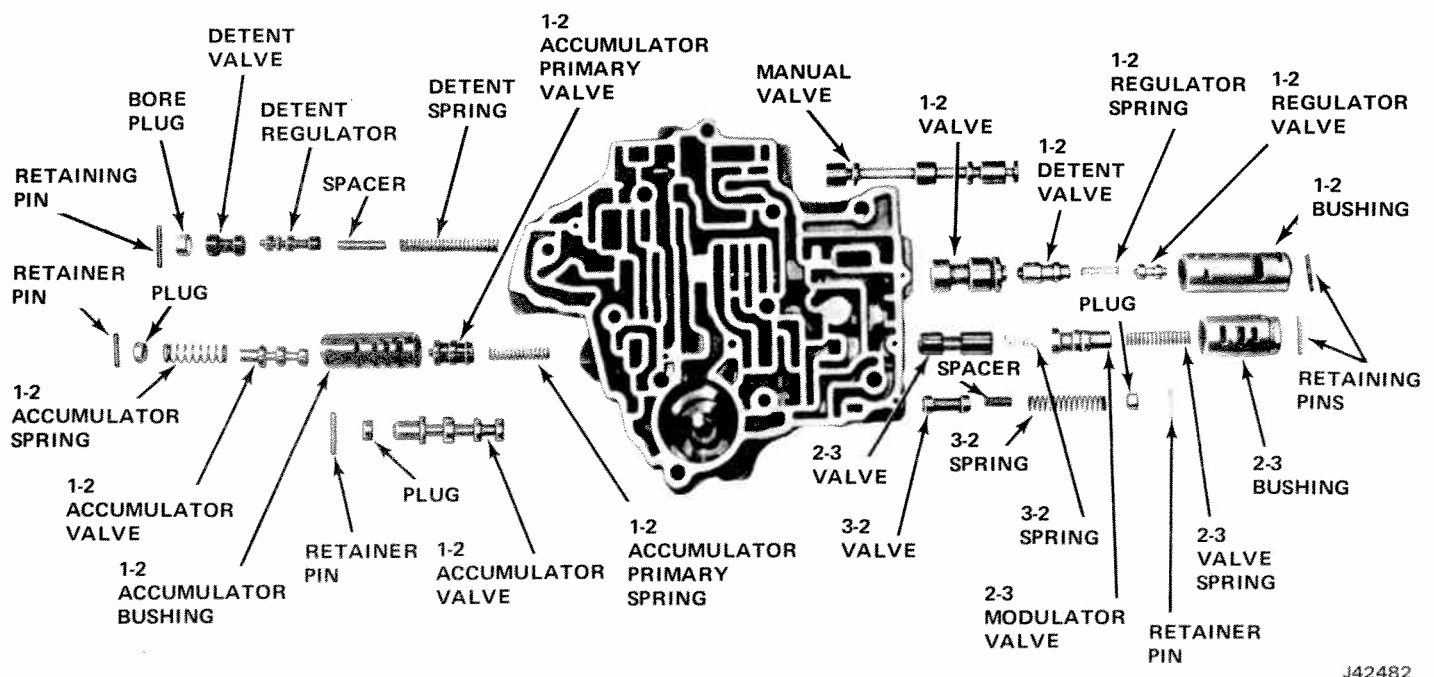 1-2
ACCUMULATOR
PRIMARY
VALVE
DETENT
VALVE
BORE
PLUG
DETENT
REGULATOR
DETENT
SPRING
RETAINING
PIN
SPACER
MANUAL
VALVE
1-2
VALVE
1-2
REGULATOR
SPRING
1-2
REGULATOR
VALVE
1-2
DETENT
VALVE
1-2
BUSHING
RETAINER
PIN
PLUG
PLUG
1-2
ACCUMULATOR
SPRING
SPACER
RETAINING
PINS
1-2
ACCUMULATOR
VALVE
1-2
ACCUMULATOR
BUSHING
RETAINER
PIN
PLUG
1-2
ACCUMULATOR
VALVE
1-2
ACCUMULATOR
PRIMARY
SPRING
2-3
VALVE
3-2
SPRING
3-2
VALVE
3-2
SPRING
2-3
MODULATOR
VALVE
2-3
BUSHING
2-3
VALVE
SPRING
RETAINER
PIN
J42482